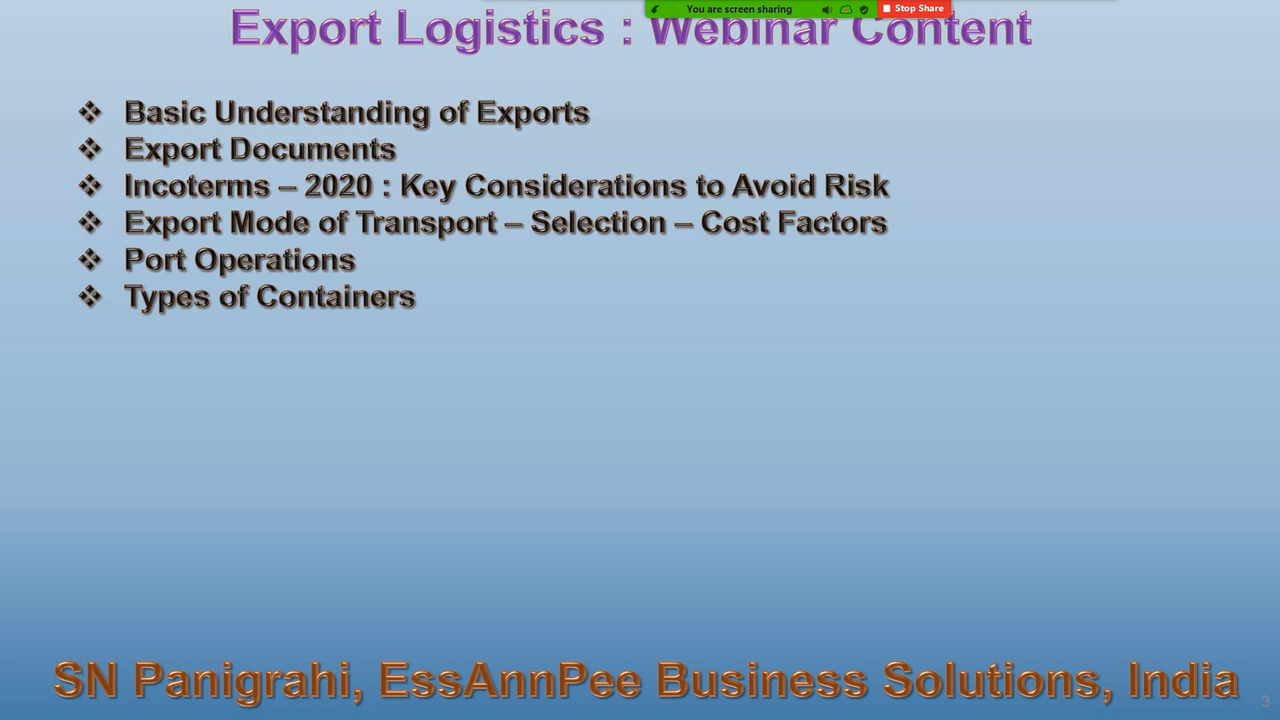 You are screen sharing
Stop Share
Export Logistics : Webinar Content
❖ Basic Understanding of Exports
❖ Export Documents
❖ Incoterms – 2020 : Key Considerations to Avoid Risk
❖ Export Mode of Transport – Selection – Cost Factors
❖ Port Operations
❖ Types of Containers
SN Panigrahi, EssAnnPee Business Solutions, India
3